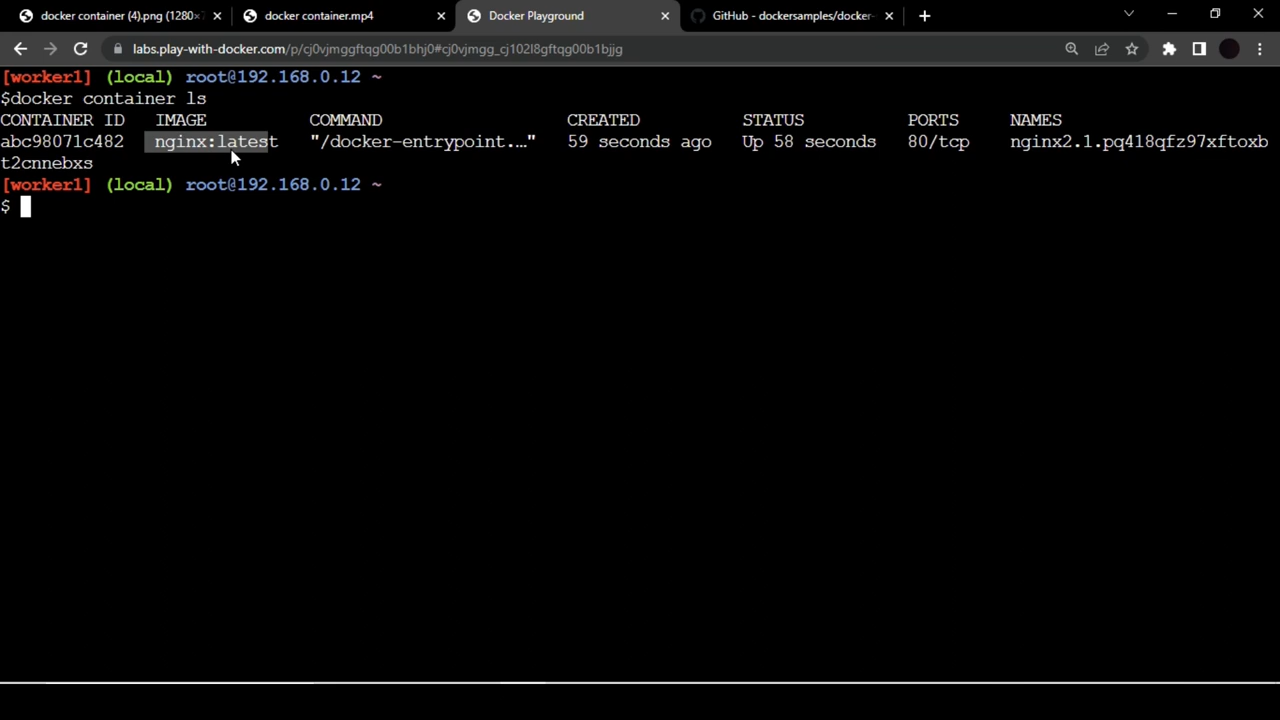 docker container (4).png (1280×7
docker container.mp4
Docker Playground
GitHub - dockersamples/docker-
labs.play-with-docker.com/p/cj0vjmggftqg00b1bhj0#cj0vjmgg_cj102l8gftqg00b1bjjg
[worker1] (local) root@192.168.0.12 ~
$docker container ls
CONTAINER ID IMAGE COMMAND CREATED STATUS PORTS NAMES
abc98071c482 nginx:latest "/docker-entrypoint.…" 59 seconds ago Up 58 seconds 80/tcp nginx2.1.pq418qfz97xftoxb
t2cnnebxs
[worker1] (local) root@192.168.0.12 ~
$